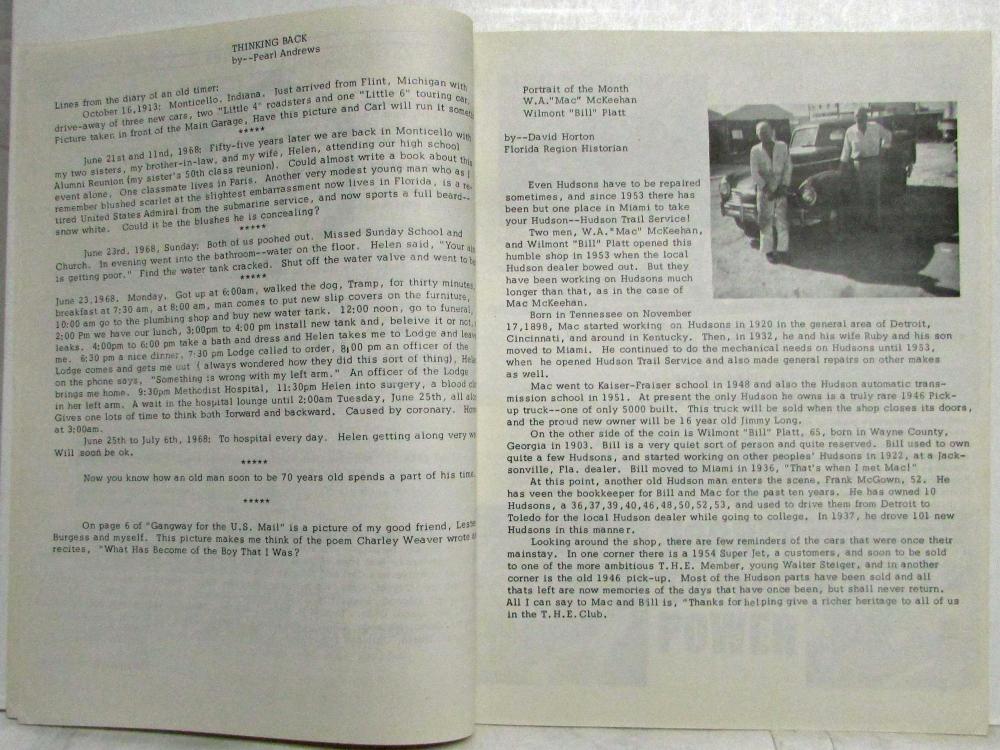 THINKING BACK
by--Pearl Andrews
Lines from the diary of an old timer:
October 16,1913: Monticello, Indiana. Just arrived from Flint, Michigan with
drive-away of three new cars, two "Little 4" roadsters and one "Little 6" touring car.
Picture taken in front of the Main Garage, Have this picture and Carl will run it
*****
June 21st and 11nd, 1968: Fifty-five years later we are back in Monticello with
my two sisters, my brother-in-law, and my wife, Helen, attending our high school
Alumni Reunion (my sister's 50th class reunion). Could almost write a book about this
event alone. One classmate lives in Paris. Another very modest young man who as I
remember blushed scarlet at the slightest embarrassment now lives in Florida, is a re-
tired United States Admiral from the submarine service, and now sports a full beard--
snow white. Could it be the blushes he is concealing?
*****
June 23rd, 1968, Sunday: Both of us poohed out. Missed Sunday School and
Church. In evening went into the bathroom--water on the floor. Helen said, "Your
is getting poor." Find the water tank cracked. Shut off the water valve and went to
*****
June 23,1968, Monday. Got up at 6:00am, walked the dog, Tramp, for thirty minutes,
breakfast at 7:30 am, at 8:00 am, man comes to put new slip covers on the furniture,
10:00 am go to the plumbing shop and buy new water tank. 12:00 noon, go to funeral,
2:00 Pm we have our lunch, 3;00pm to 4:00 pm install new tank and, beleive it or not,
leaks. 4:00pm to 6:00 pm take a bath and dress and Helen takes me to Lodge and
me. 6:30 pm a nice dinner, 7:30 pm Lodge called to order, 8;00 pm an officer of the
Lodge comes and gets me out ( always wondered how they did this sort of thing),
on the phone says, "Something is wrong with my left arm." An officer of the Lodge
brings me home. 9:30pm Methodist Hospital, 11:30pm Helen into surgery, a blood
in her left arm. A wait in the hospital lounge until 2:00am Tuesday, June 25th, all
Gives one lots of time to think both forward and backward. Caused by coronary.
at 3:00am.
June 25th to July 6th, 1968: To hospital every day. Helen getting along very
Will soon be ok.
*****
Now you know how an old man soon to be 70 years old spends a part of his time.
*****
On page 6 of "Gangway for the U.S. Mail" is a picture of my good friend,
Burgess and myself. This picture makes me think of the poem Charley Weaver wrote
recites, "What Has Become of the Boy That I Was?
Portrait of the Month
W.A."Mac" McKeehan
Wilmont "Bill" Platt
by--David Horton
Florida Region Historian
Even Hudsons have to be repaired
sometimes, and since 1953 there has
been but one place in Miami to take
your Hudson--Hudson Trail Service!
Two men, W.A."Mac" McKeehan,
and Wilmont "Bill" Platt opened this
humble shop in 1953 when the local
Hudson dealer bowed out. But they
have been working on Hudsons much
longer than that, as in the case of
Mac McKeehan.
Born in Tennessee on November
17,1898, Mac started working on Hudsons in 1920 in the general area of Detroit,
Cincinnati, and around in Kentucky. Then, in 1932, he and his wife Ruby and his son
moved to Miami. He continued to do the mechanical needs on Hudsons until 1953,
when he opened Hudson Trail Service and also made general repairs on other makes
as well.
Mac went to Kaiser-Fraiser school in 1948 and also the Hudson automatic trans-
mission school in 1951. At present the only Hudson he owns is a truly rare 1946 Pick-
up truck--one of only 5000 built. This truck will be sold when the shop closes its doors,
and the proud new owner will be 16 year old Jimmy Long.
On the other side of the coin is Wilmont "Bill" Platt, 65, born in Wayne County,
Georgia in 1903. Bill is a very quiet sort of person and quite reserved. Bill used to own
quite a few Hudsons, and started working on other peoples' Hudsons in 1922, at a Jack-
sonville, Fla. dealer. Bill moved to Miami in 1936, "That's when I met Mac!"
At this point, another old Hudson man enters the scene, Frank McGown, 52. He
has veen the bookkeeper for Bill and Mac for the past ten years. He has owned 10
Hudsons, a 36,37,39,40,46,48,50,52,53, and used to drive them from Detroit to
Toledo for the local Hudson dealer while going to college. In 1937, he drove 101 new
Hudsons in this manner.
Looking around the shop, there are few reminders of the cars that were once their
mainstay. In one corner there is a 1954 Super Jet, a customers, and soon to be sold
to one of the more ambitious T.H.E. Member, young Walter Steiger, and in another
corner is the old 1946 pick-up. Most of the Hudson parts have been sold and all
thats left are now memories of the days that have once been, but shall never return.
All I can say to Mac and Bill is, "Thanks for helping give a richer heritage to all of us
in the T.H.E.Club.